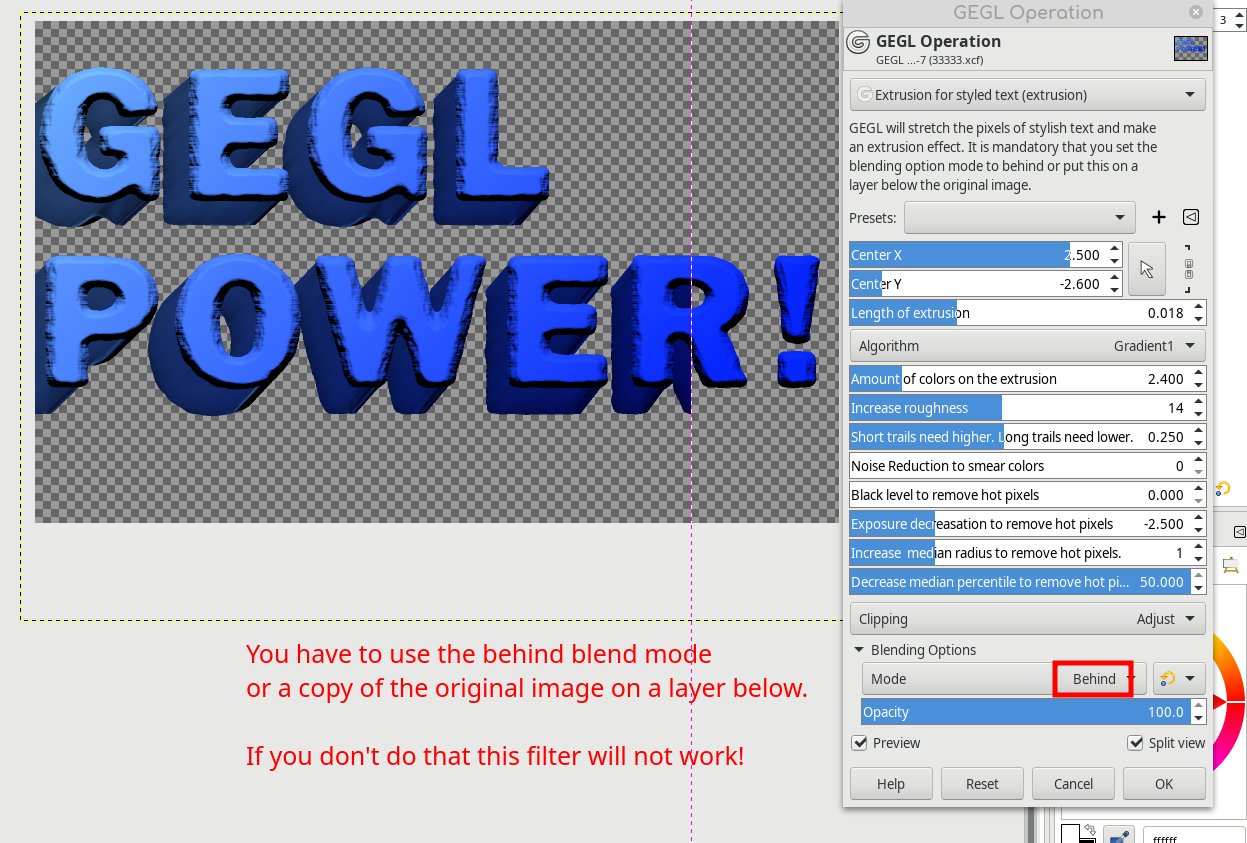 GEGL Operation
3
GEGL Operation
GEGL ...-7 (33333.xcf)
GEGL
POWER!
Extrusion for styled text (extrusion)
GEGL will stretch the pixels of stylish text and make
an extrusion effect. It is mandatory that you set the
blending option mode to behind or put this on a
layer below the original image.
Presets:
Center X 2.500
Center Y -2.600
Length of extrusion 0.018
Algorithm Gradient1
Amount of colors on the extrusion 2.400
Increase roughness 14
Short trails need higher. Long trails need lower. 0.250
Noise Reduction to smear colors 0
Black level to remove hot pixels 0.000
Exposure decreasation to remove hot pixels -2.500
Increase  median radius to remove hot pixels. 1
Decrease median percentile to remove hot pi... 50.000
Clipping Adjust
Blending Options
Mode Behind
Opacity 100.0
Preview Split view
Help Reset Cancel OK
You have to use the behind blend mode
or a copy of the original image on a layer below.
If you don't do that this filter will not work!
ffffff